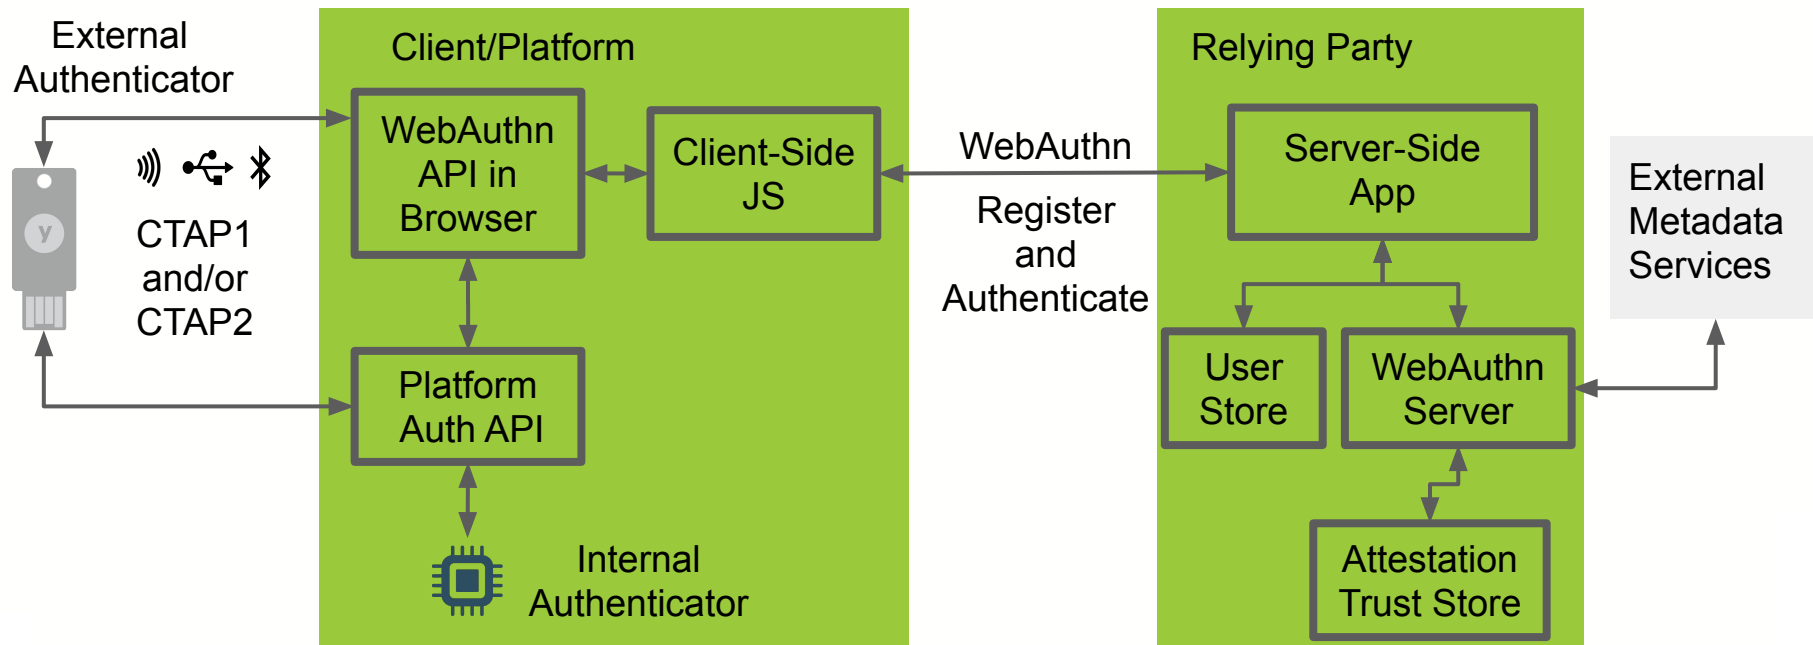 External
Authenticator
y
CTAP1
and/or
CTAP2
Client/Platform
WebAuthn
API in
Browser
Client-Side
JS
Platform
Auth API
Internal
Authenticator
WebAuthn
Register
and
Authenticate
Relying Party
Server-Side
App
User
Store
WebAuthn
Server
Attestation
Trust Store
External
Metadata
Services